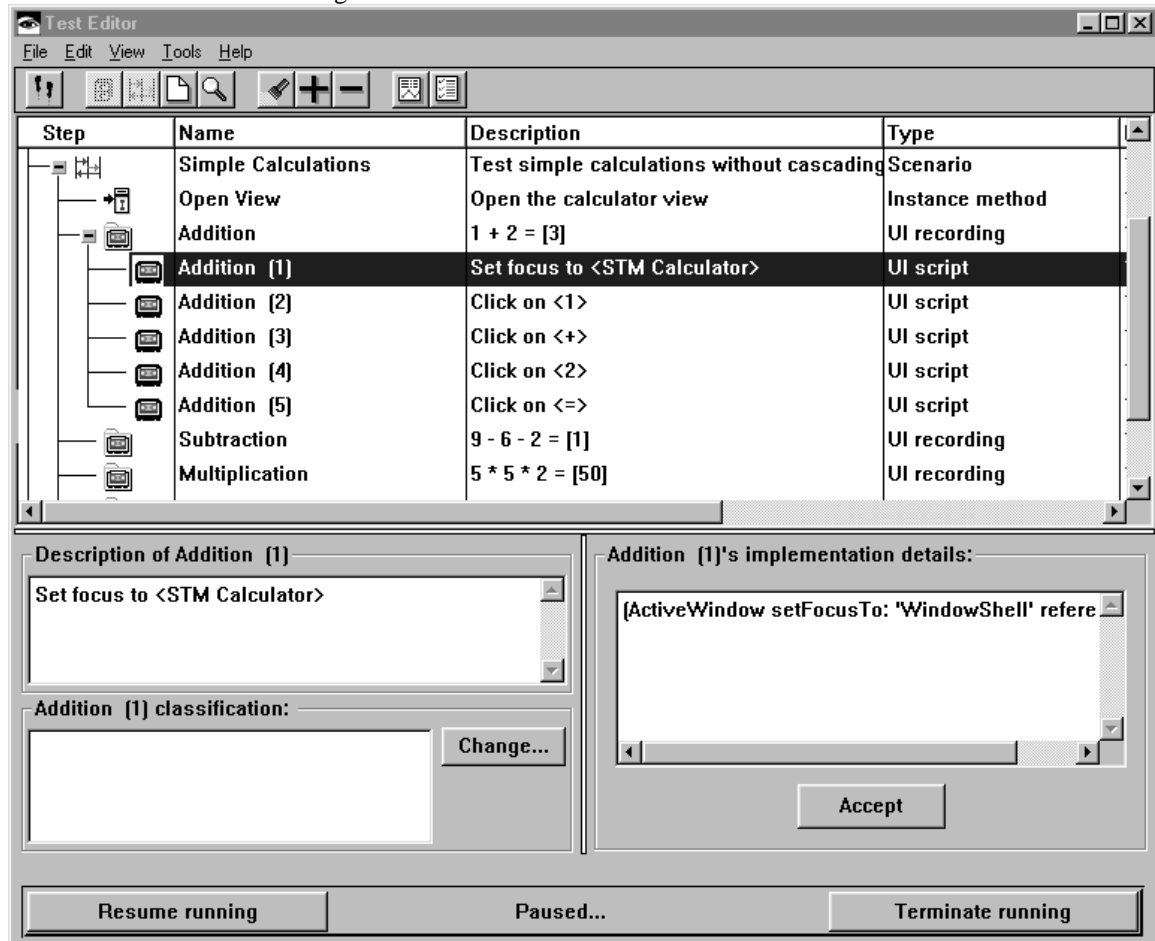 Test Editor
File Edit View Tools Help
Step Name Description Type
Simple Calculations Test simple calculations without cascading Scenario
Open View Open the calculator view Instance method
Addition 1 + 2 = [3] UI recording
Addition (1) Set focus to <STM Calculator> UI script
Addition (2) Click on <1> UI script
Addition (3) Click on <+> UI script
Addition (4) Click on <2> UI script
Addition (5) Click on <=> UI script
Subtraction 9 - 6 - 2 = [1] UI recording
Multiplication 5 * 5 * 2 = [50] UI recording
Description of Addition (1)
Set focus to <STM Calculator>
Addition (1) classification:
Change...
Addition (1)'s implementation details:
(ActiveWindow setFocusTo: 'WindowShell' refere
Accept
Resume running Paused... Terminate running